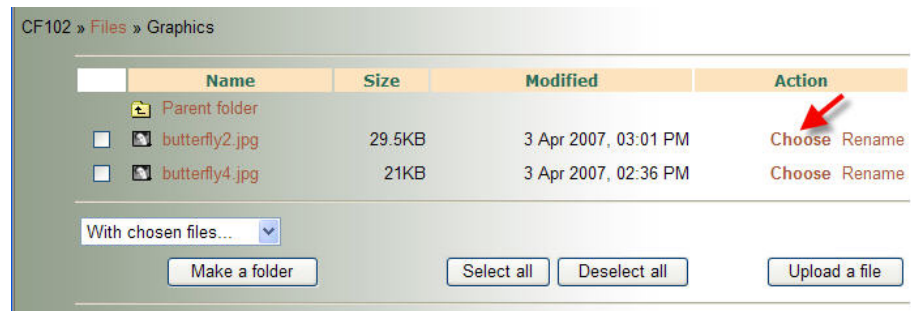 CF102 » Files » Graphics
Name Size Modified Action
Parent folder
butterfly2.jpg 29.5KB 3 Apr 2007, 03:01 PM Choose Rename
butterfly4.jpg 21KB 3 Apr 2007, 02:36 PM Choose Rename
With chosen files...
Make a folder Select all Deselect all Upload a file